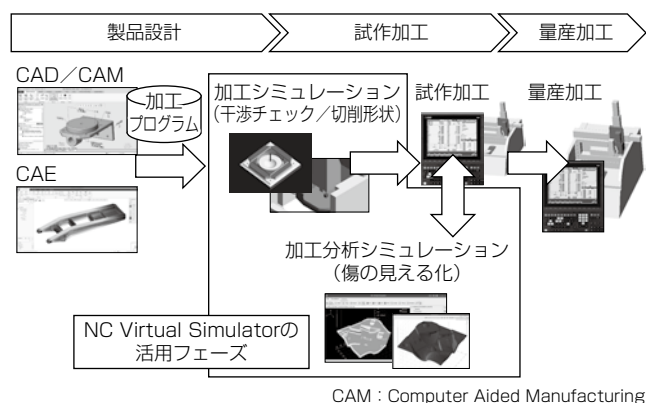 製品設計
試作加工
量産加工
CAD／CAM
加工
プログラム
加工シミュレーション
（干渉チェック／切削形状）
試作加工
量産加工
CAE
加工分析シミュレーション
（傷の見える化）
NC Virtual Simulatorの
活用フェーズ
CAM：Computer Aided Manufacturing